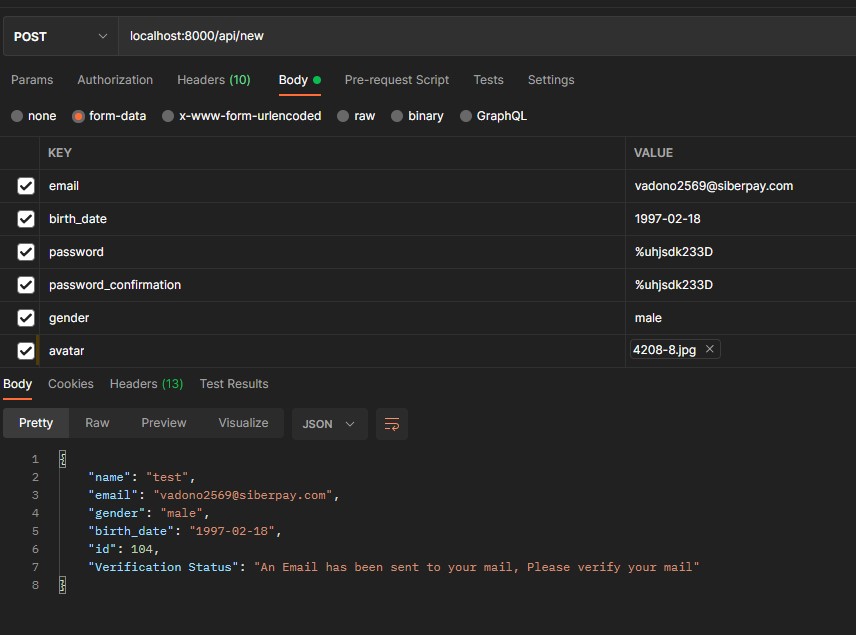 POST localhost:8000/api/new
Params Authorization Headers (10) Body Pre-request Script Tests Settings
none form-data x-www-form-urlencoded raw binary GraphQL
KEY VALUE
email vadono2569@siberpay.com
birth_date 1997-02-18
password %uhjsdk233D
password_confirmation %uhjsdk233D
gender male
avatar 4208-8.jpg
Body Cookies Headers (13) Test Results
Pretty Raw Preview Visualize JSON
1 {
2 "name": "test",
3 "email": "vadono2569@siberpay.com",
4 "gender": "male",
5 "birth_date": "1997-02-18",
6 "id": 104,
7 "Verification Status": "An Email has been sent to your mail, Please verify your mail"
8 }